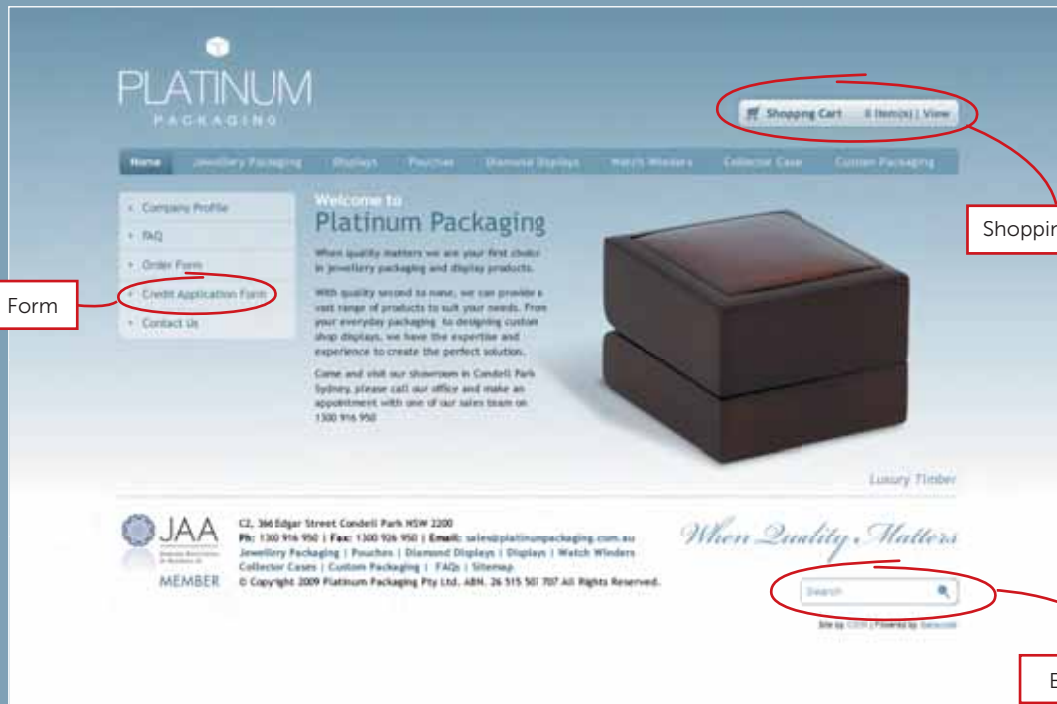 PLATINUM
PACKAGING
Shoppng Cart 0 Item(s) | View
Home Jewellery Packaging Displays Pouches Diamond Displays Watch Winders Collector Case Custom Packaging
Company Profile
FAQ
Order Form
Credit Application Form
Contact Us
Form
Shoppin
Welcome to
Platinum Packaging
When quality matters we are your first choice
in jewellery packaging and display products.
With quality second to none, we can provide a
vast range of products to suit your needs. From
your everyday packaging to designing custom
shop displays, we have the expertise and
experience to create the perfect solution.
Come and visit our showroom in Condell Park
Sydney, please call our office and make an
appointment with one of our sales team on
1300 916 950
Luxury Timber
JAA
MEMBER
C2, 366 Edgar Street Condell Park NSW 2200
Ph: 1300 916 950 | Fax: 1300 926 950 | Email: sales@platinumpackaging.com.au
Jewellery Packaging | Pouches | Diamond Displays | Displays | Watch Winders
Collector Cases | Custom Packaging | FAQs | Sitemap
© Copyright 2009 Platinum Packaging Pty Ltd. ABN. 26 515 501 707 All Rights Reserved.
When Quality Matters
Search
Site by | Powered by
E